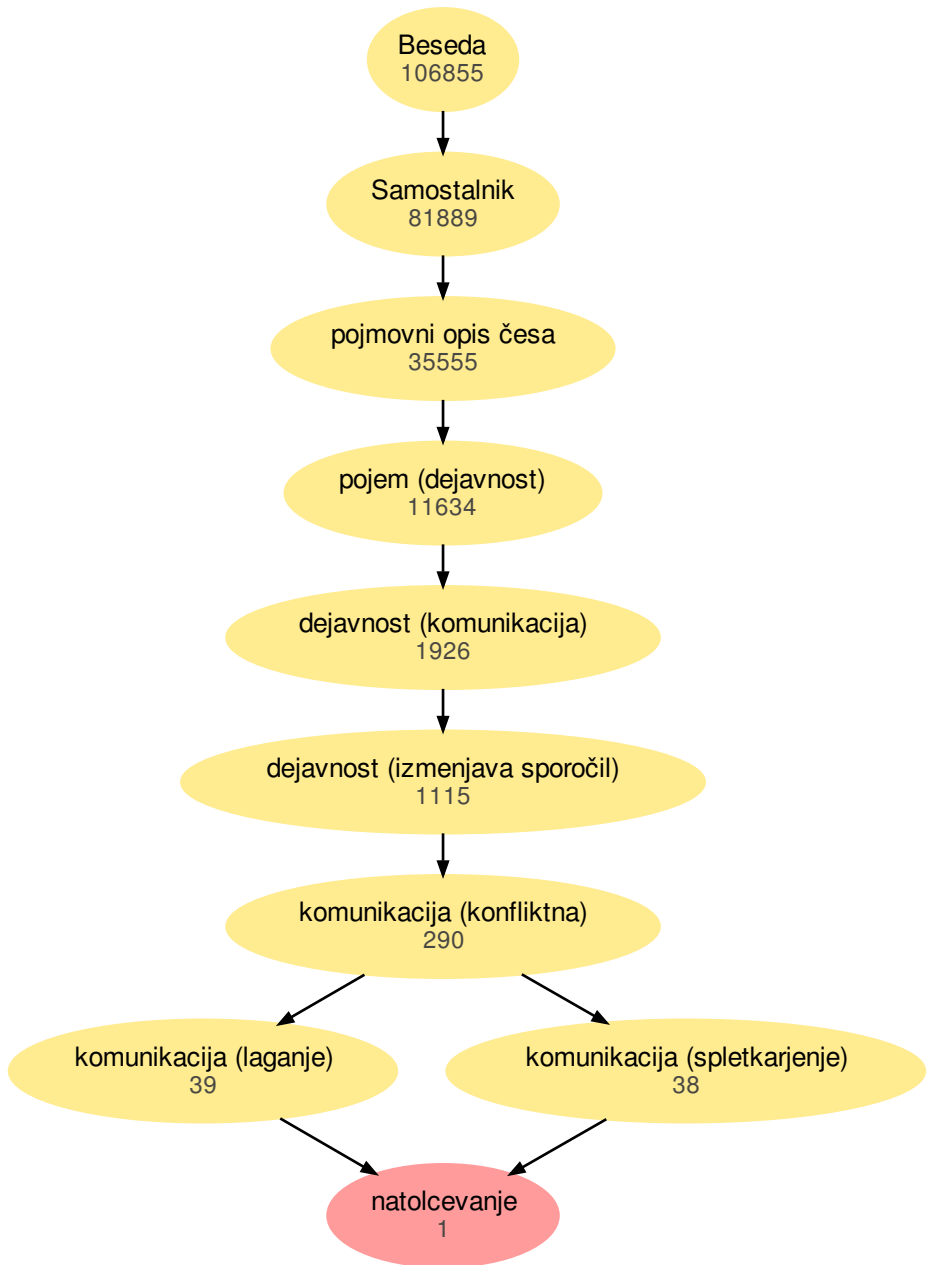 Beseda
106855
Samostalnik
81889
pojmovni opis česa
35555
pojem (dejavnost)
11634
dejavnost (komunikacija)
1926
dejavnost (izmenjava sporočil)
1115
komunikacija (konfliktna)
290
komunikacija (laganje)
39
komunikacija (spletkarjenje)
38
natolcevanje
1